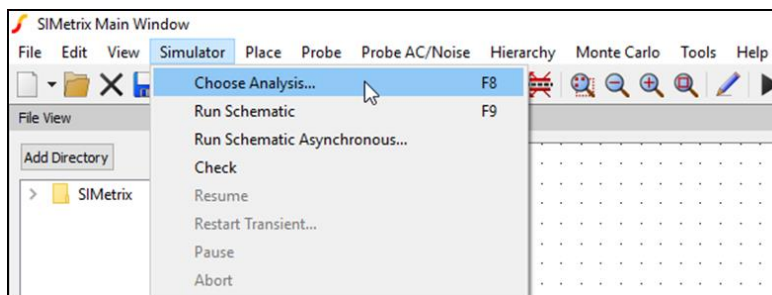 SIMetrix Main Window
File Edit View Simulator Place Probe Probe AC/Noise Hierarchy Monte Carlo Tools Help
File View
Add Directory
SIMetrix
Choose Analysis... F8
Run Schematic F9
Run Schematic Asynchronous...
Check
Resume
Restart Transient...
Pause
Abort